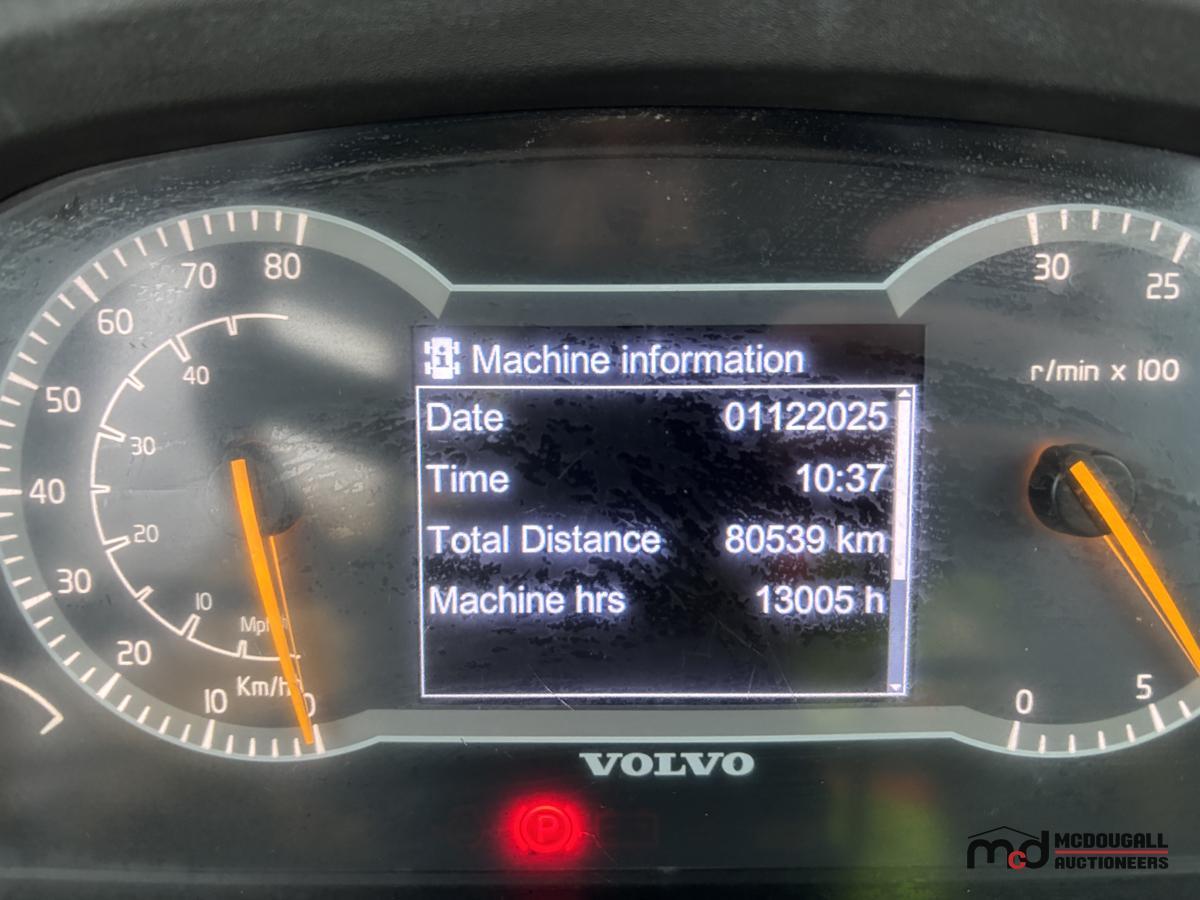 Machine information
Date 01122025
Time 10:37
Total Distance 80539 km
Machine hrs 13005 h
80
70
60
50
40
30
20
10
0
Km/h
40
30
20
10
Mph
30
25
r/min x 100
5
0
VOLVO
P
mcd MCDOUGALL
AUCTIONEERS